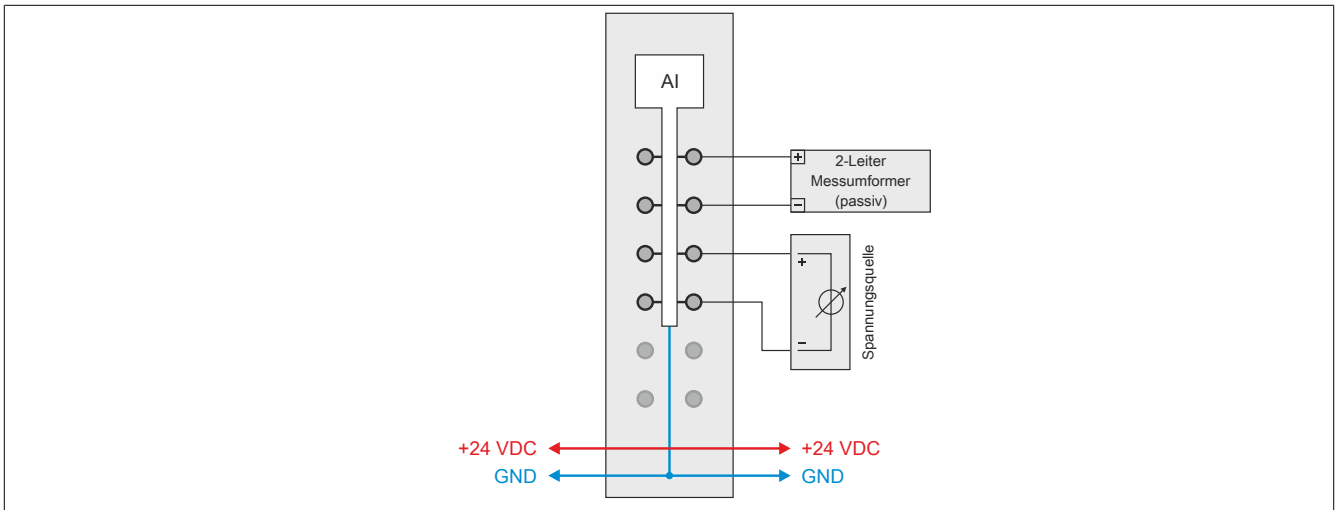 AI
+
2-Leiter
Messumformer
(passiv)
−
+
−
Spannungsquelle
+24 VDC
+24 VDC
GND
GND